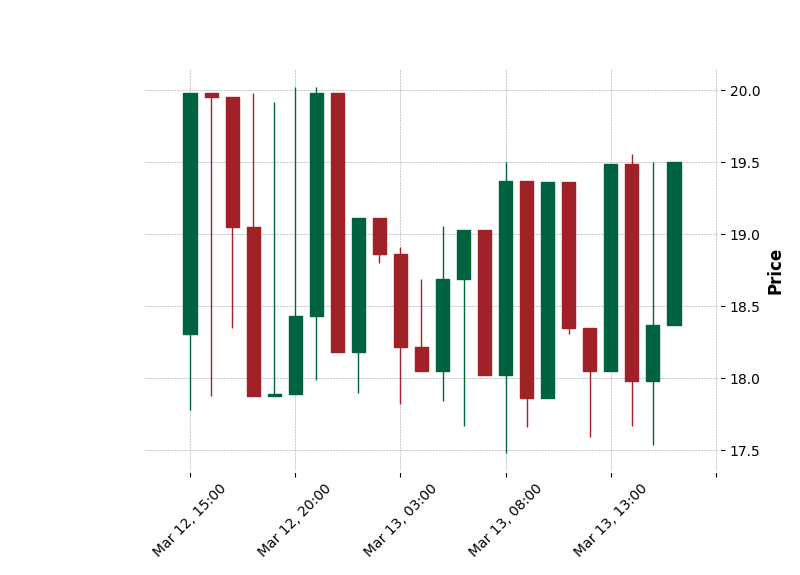 20.0
19.5
19.0
18.5
18.0
17.5
Price
Mar 12, 15:00
Mar 12, 20:00
Mar 13, 03:00
Mar 13, 08:00
Mar 13, 13:00